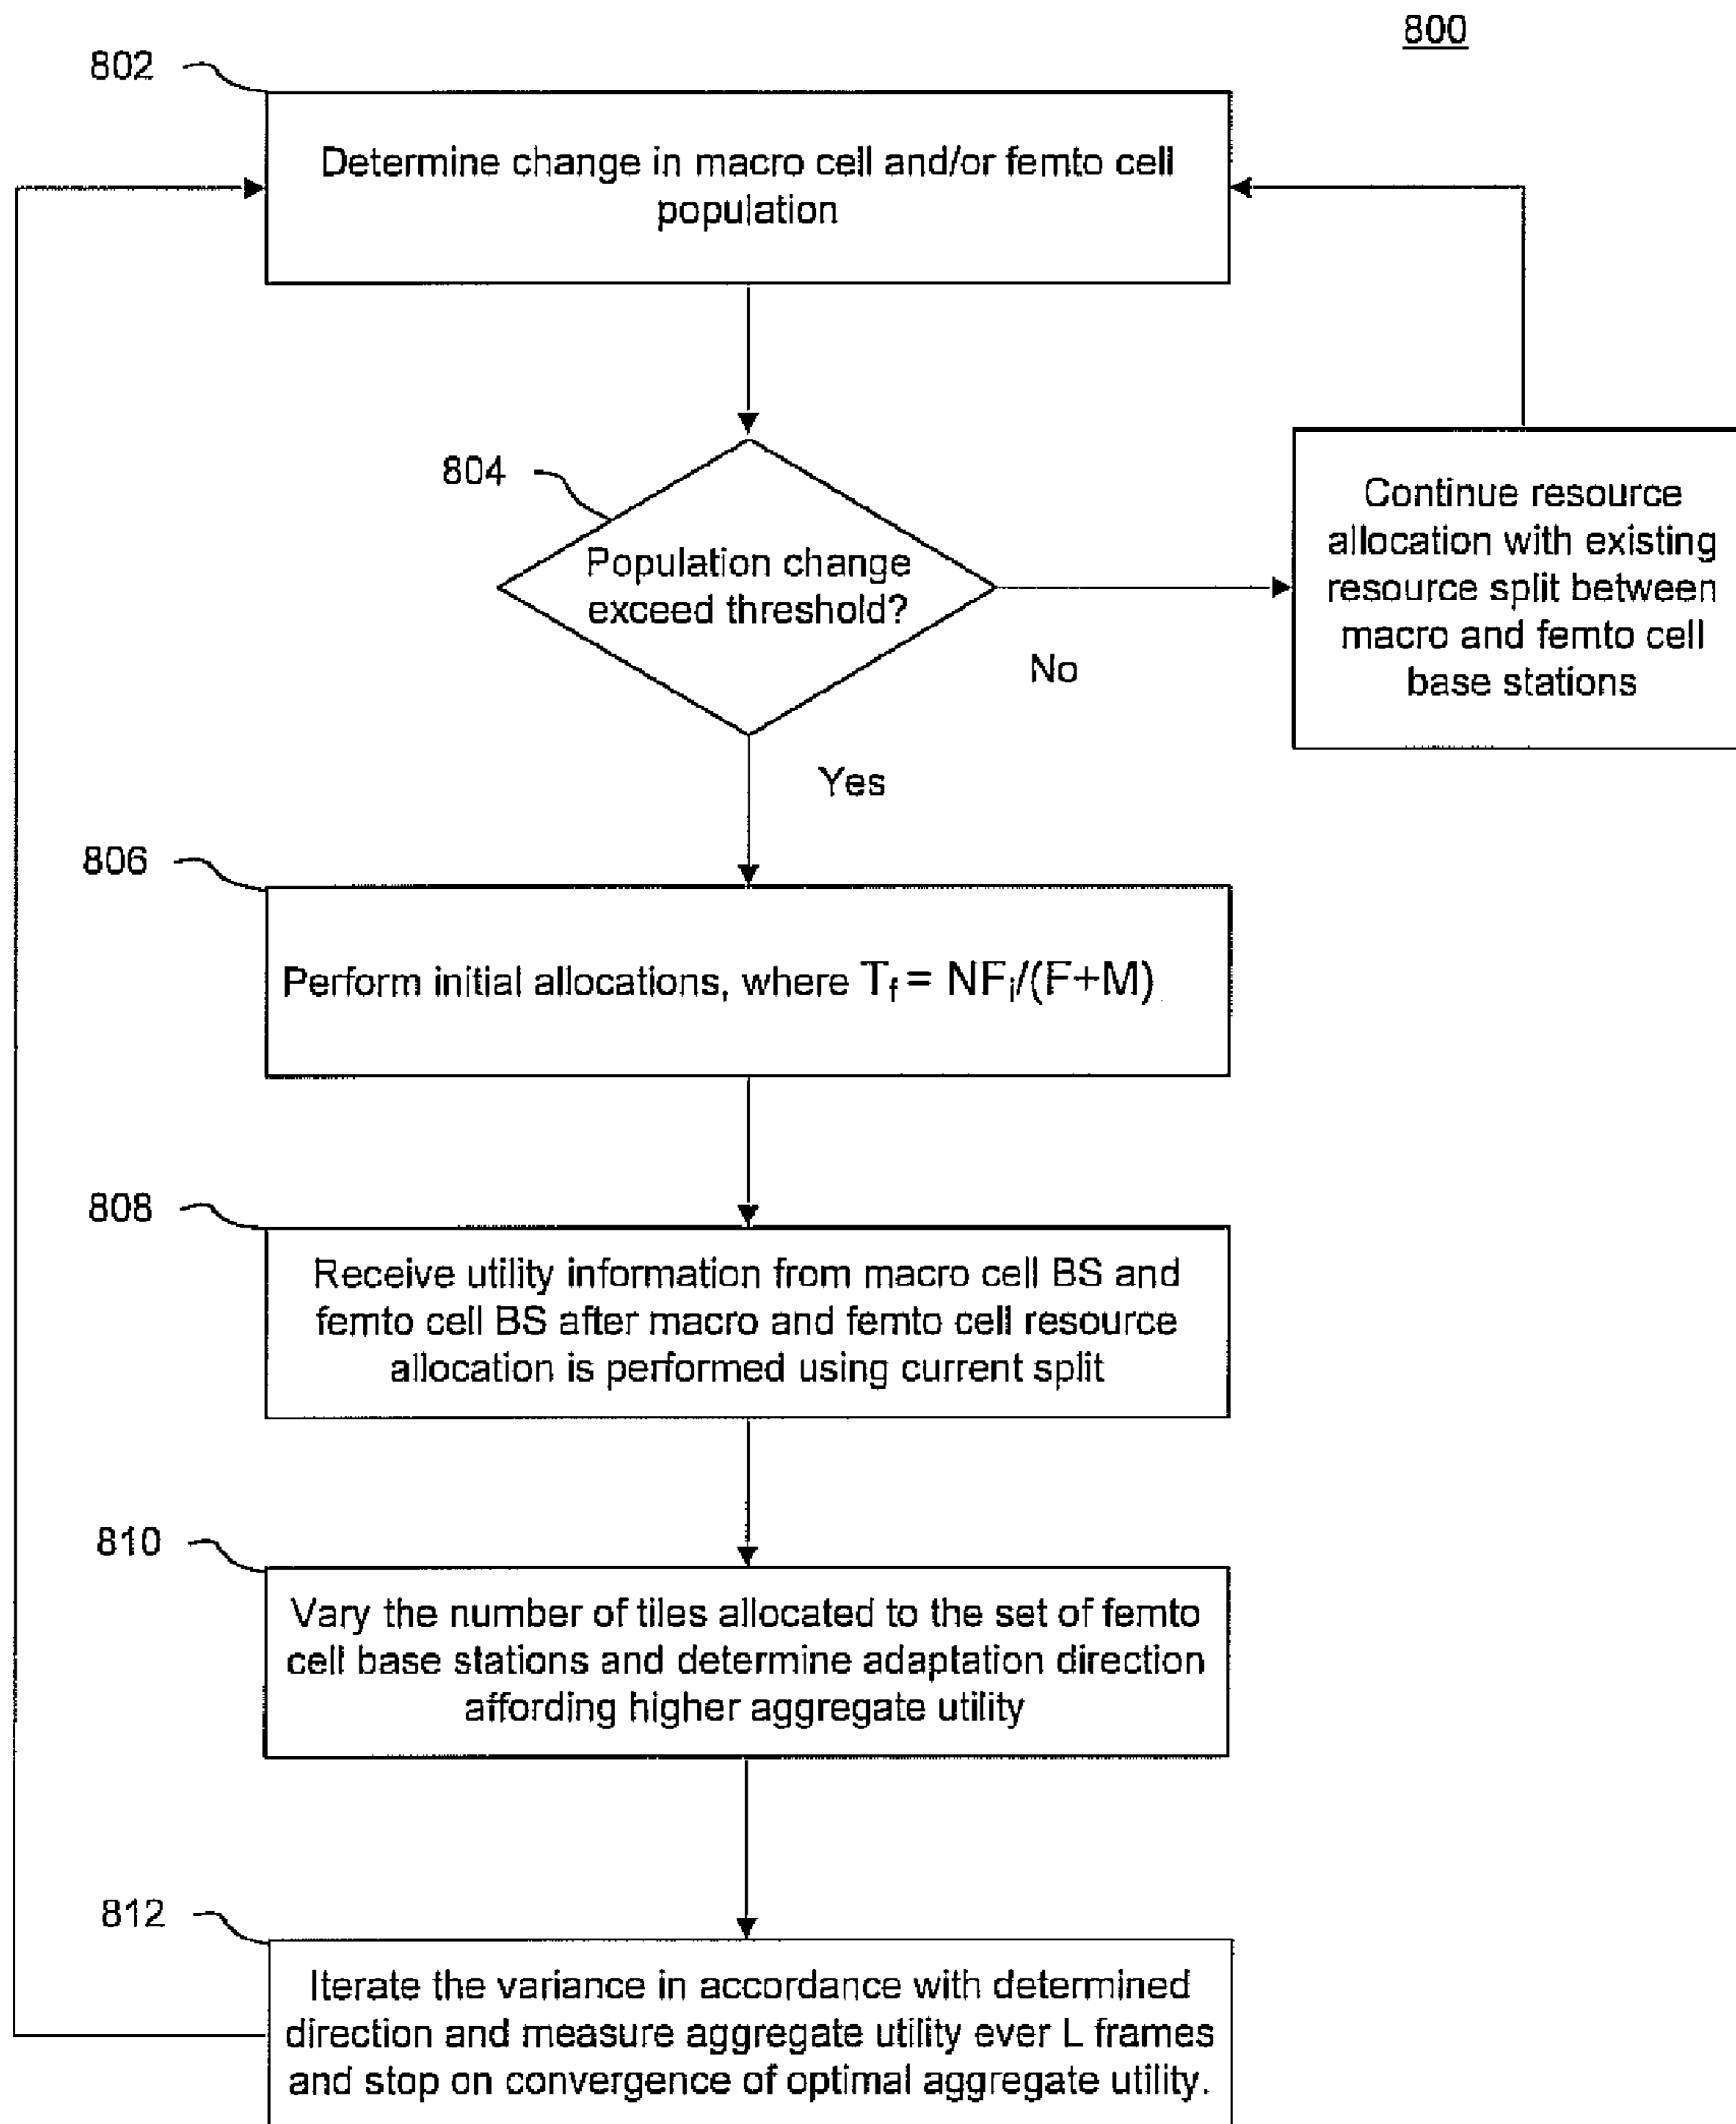 800
802
Determine change in macro cell and/or femto cell
population
804
Population change
exceed threshold?
No
Continue resource
allocation with existing
resource split between
macro and femto cell
base stations
Yes
806
Perform initial allocations, where T_f = NF_i/(F+M)
808
Receive utility information from macro cell BS and
femto cell BS after macro and femto cell resource
allocation is performed using current split
810
Vary the number of tiles allocated to the set of femto
cell base stations and determine adaptation direction
affording higher aggregate utility
812
Iterate the variance in accordance with determined
direction and measure aggregate utility ever L frames
and stop on convergence of optimal aggregate utility.